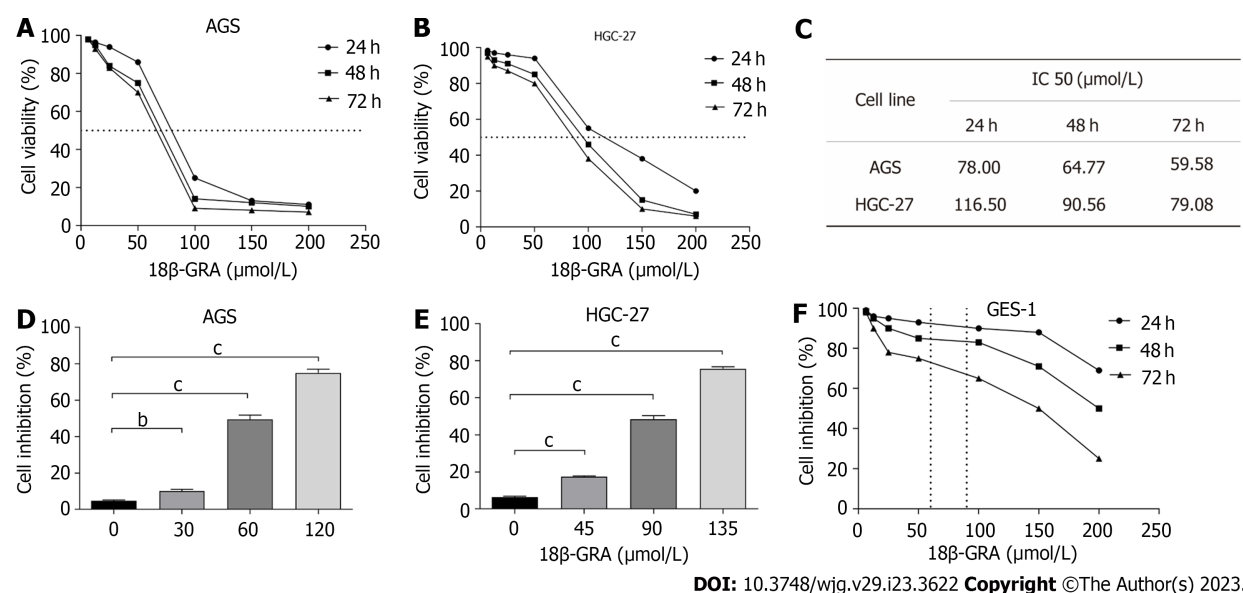 A
AGS
Cell viability (%)
100
80
60
40
20
0
0 50 100 150 200 250
18β-GRA (μmol/L)
24 h
48 h
72 h
B
HGC-27
Cell viability (%)
100
80
60
40
20
0
0 50 100 150 200 250
18β-GRA (μmol/L)
24 h
48 h
72 h
C
Cell line
IC 50 (μmol/L)
24 h 48 h 72 h
AGS 78.00 64.77 59.58
HGC-27 116.50 90.56 79.08
D
AGS
Cell inhibition (%)
100
80
60
40
20
0
c
c
b
0 30 60 120
E
HGC-27
Cell inhibition (%)
100
80
60
40
20
0
c
c
c
0 45 90 135
18β-GRA (μmol/L)
F
GES-1
Cell inhibition (%)
100
80
60
40
20
0
0 50 100 150 200 250
18β-GRA (μmol/L)
24 h
48 h
72 h
DOI: 10.3748/wjg.v29.i23.3622 Copyright ©The Author(s) 2023.